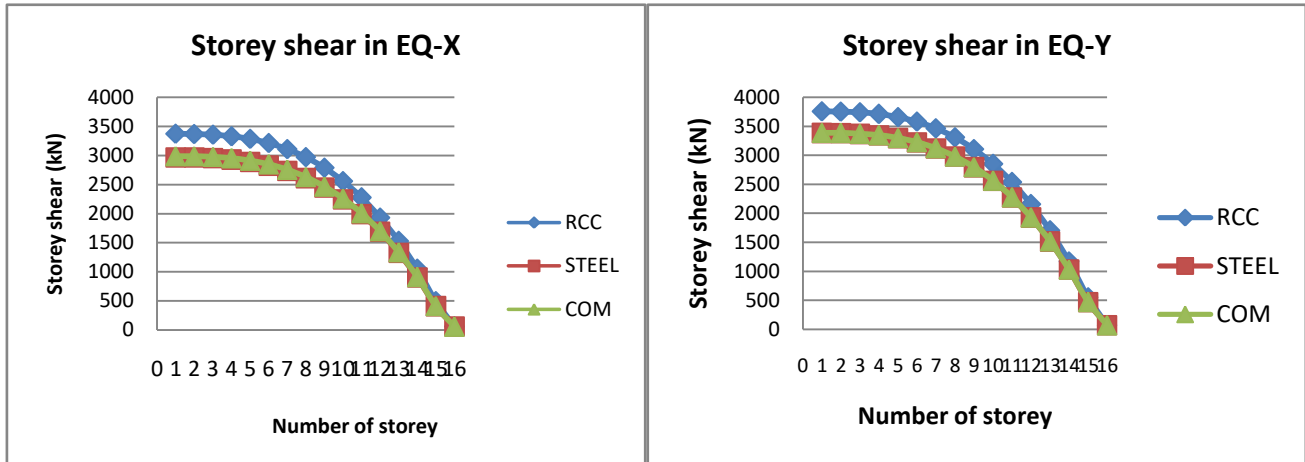 Storey shear in EQ-X
Storey shear (kN)
4000
3500
3000
2500
2000
1500
1000
500
0
0 1 2 3 4 5 6 7 8 9 10 11 12 13 14 15 16
Number of storey
RCC
STEEL
COM
Storey shear in EQ-Y
Storey shear (kN)
4000
3500
3000
2500
2000
1500
1000
500
0
0 1 2 3 4 5 6 7 8 9 10 11 12 13 14 15 16
Number of storey
RCC
STEEL
COM